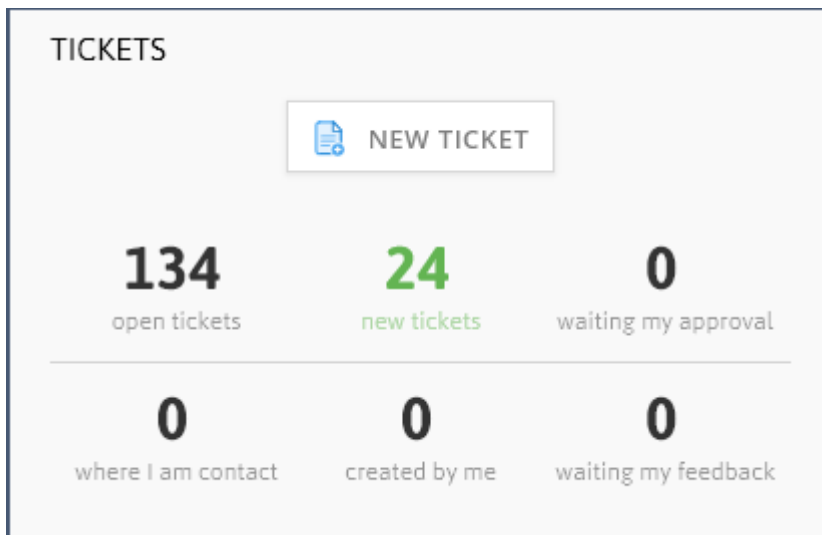 TICKETS
NEW TICKET
134 24 0
open tickets new tickets waiting my approval
0 0 0
where I am contact created by me waiting my feedback